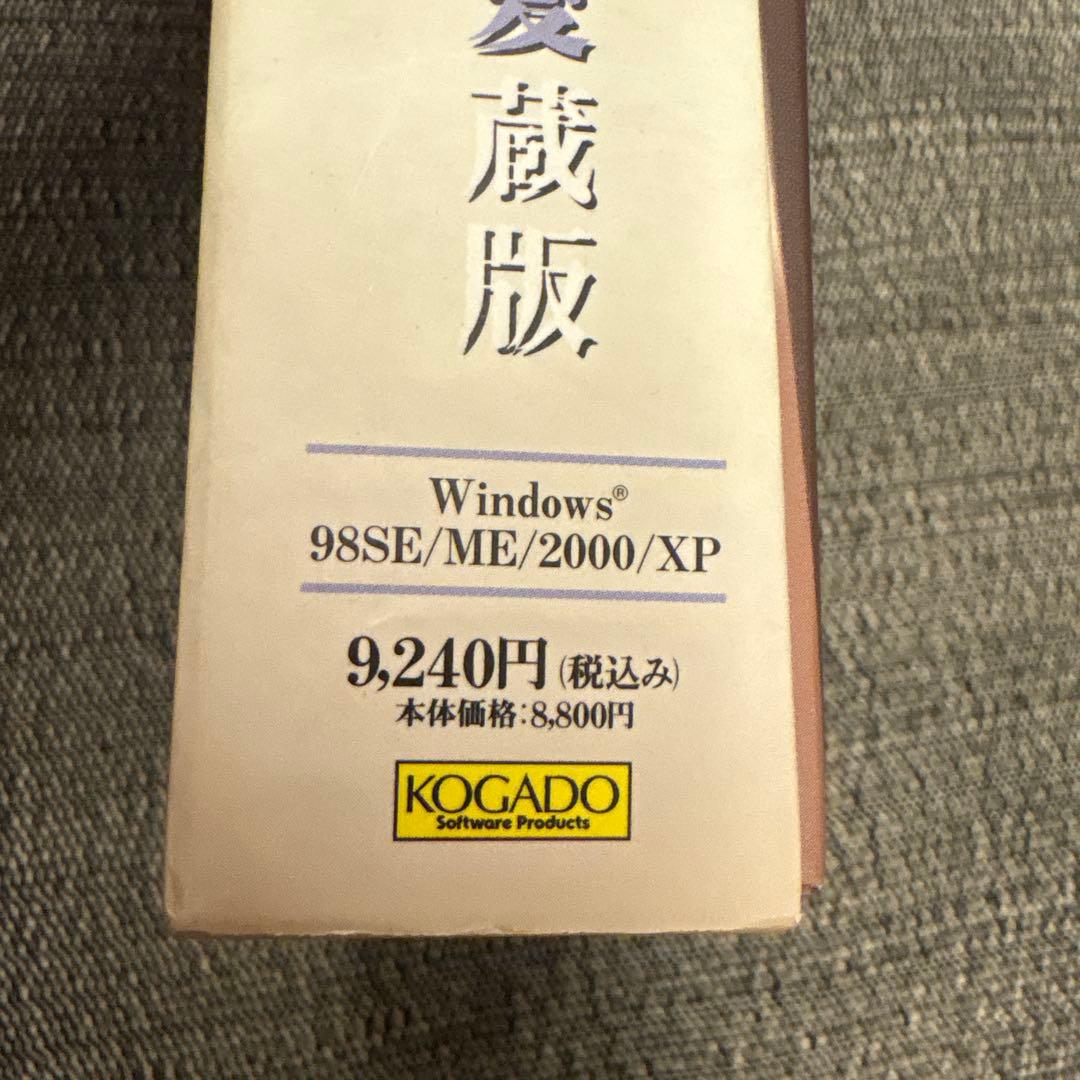 愛蔵版
Windows®
98SE/ME/2000/XP
9,240円(税込み)
本体価格:8,800円
KOGADO
Software Products